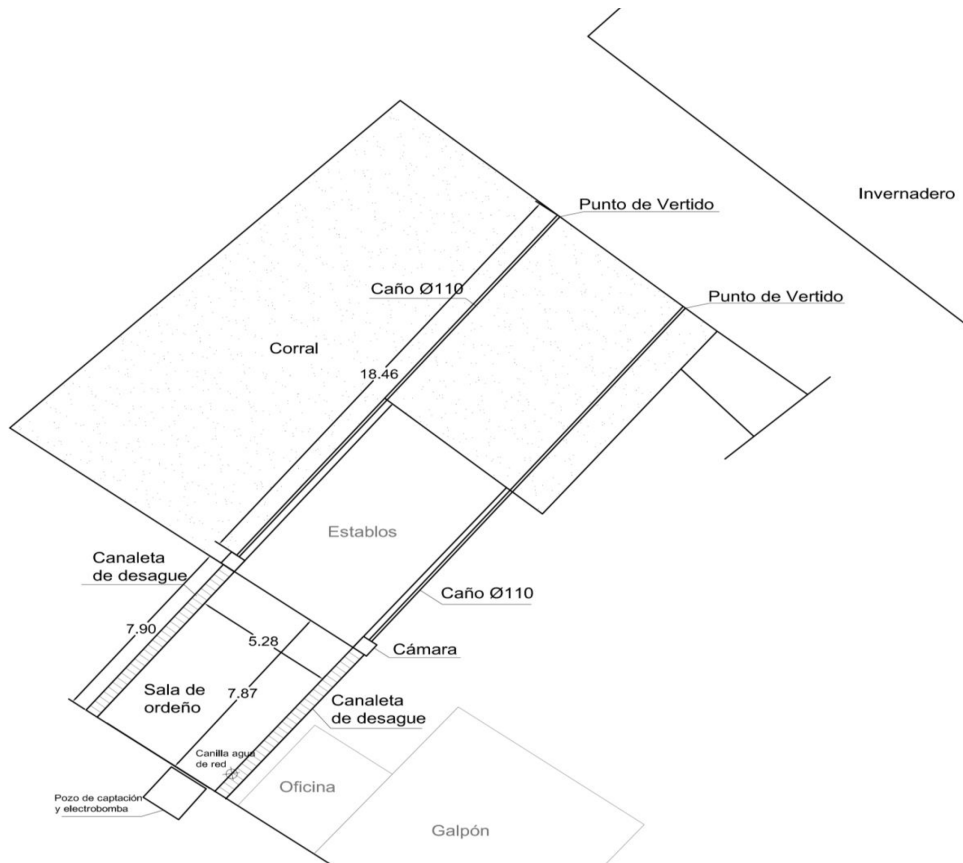 Invernadero
Punto de Vertido
Caño Ø110
Punto de Vertido
Corral
18.46
Establos
Canaleta
de desague
Caño Ø110
7.90
5.28
Cámara
Sala de
ordeño
7.87
Canaleta
de desague
Canilla agua
de red
Oficina
Pozo de captación
y electrobomba
Galpón